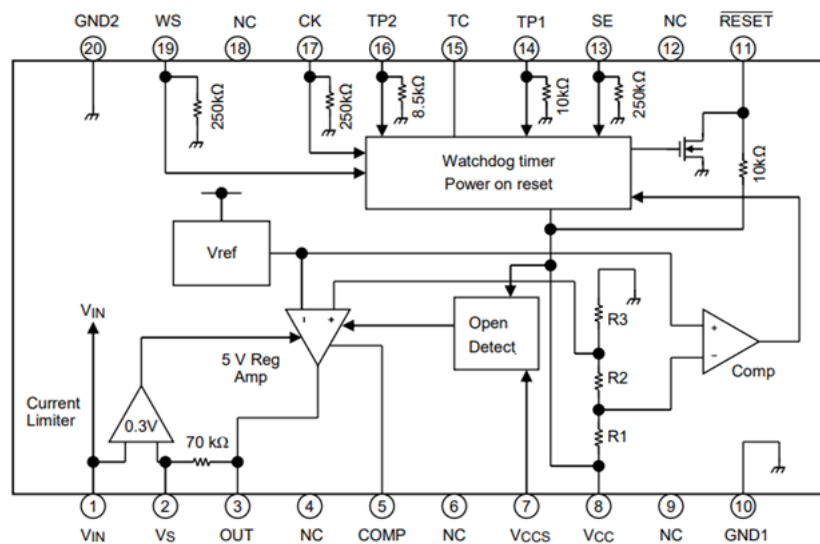 GND2 WS NC CK TP2 TC TP1 SE NC RESET
20 19 18 17 16 15 14 13 12 11
250kΩ 250kΩ 8.5kΩ 10kΩ 250kΩ
Watchdog timer
Power on reset
10kΩ
Vref
VIN
5 V Reg
Amp
Open
Detect
R3
R2
R1
Comp
Current
Limiter
0.3V
70 kΩ
- +
+
-
1 2 3 4 5 6 7 8 9 10
VIN VS OUT NC COMP NC VCCS VCC NC GND1